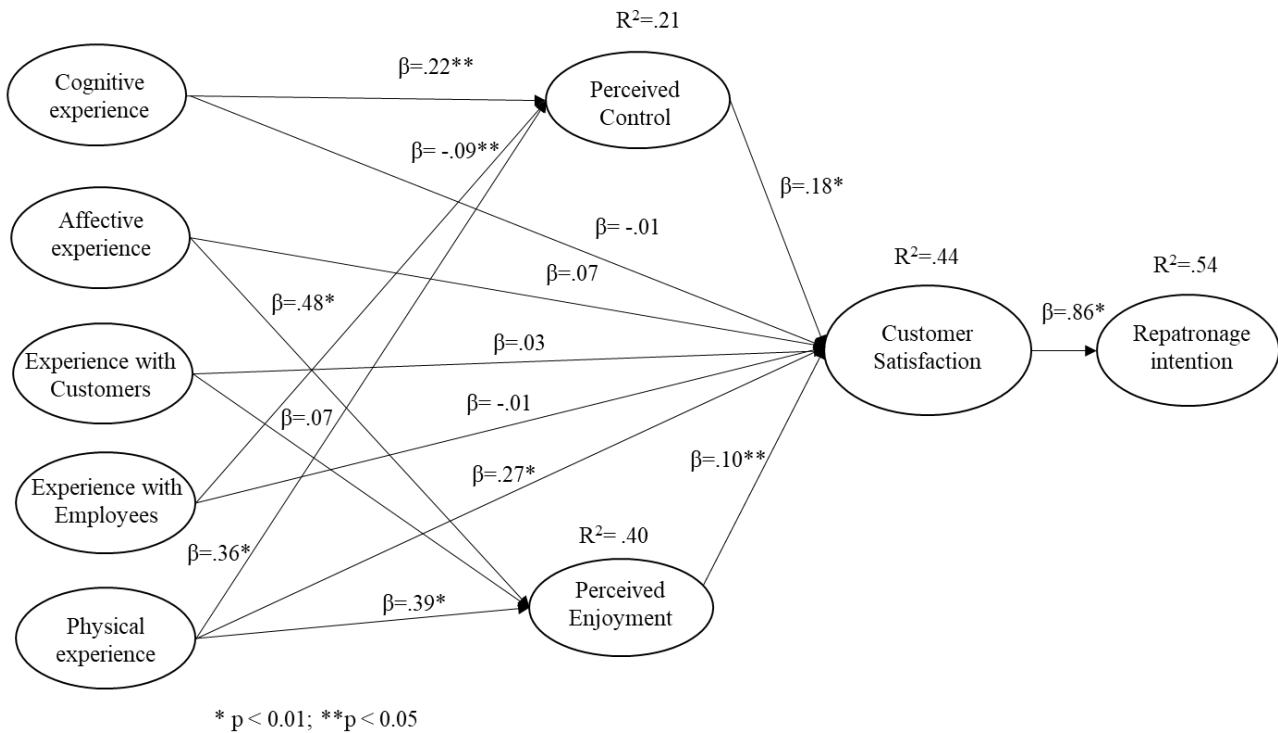 R²=.21
Cognitive
experience
β=.22**
Perceived
Control
β= -.09**
β=.18*
Affective
experience
β= -.01
β=.07
R²=.44
R²=.54
β=.48*
β=.86*
Customer
Satisfaction
Repatronage
intention
Experience with
Customers
β=.03
β=.07
β= -.01
Experience with
Employees
β=.27*
β=.10**
R²= .40
β=.36*
β=.39*
Perceived
Enjoyment
Physical
experience
* p < 0.01; **p < 0.05